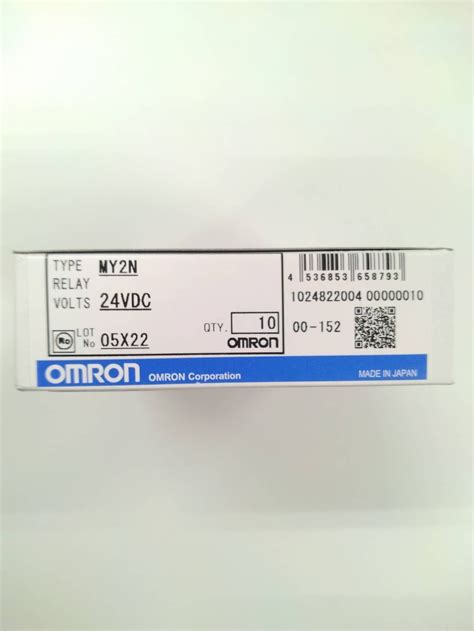 TYPE MY2N
RELAY
VOLTS 24VDC
LOT No 05X22
QTY. 10
OMRON
4 536853 658793
1024822004 00000010
00-152
OMRON OMRON Corporation
MADE IN JAPAN